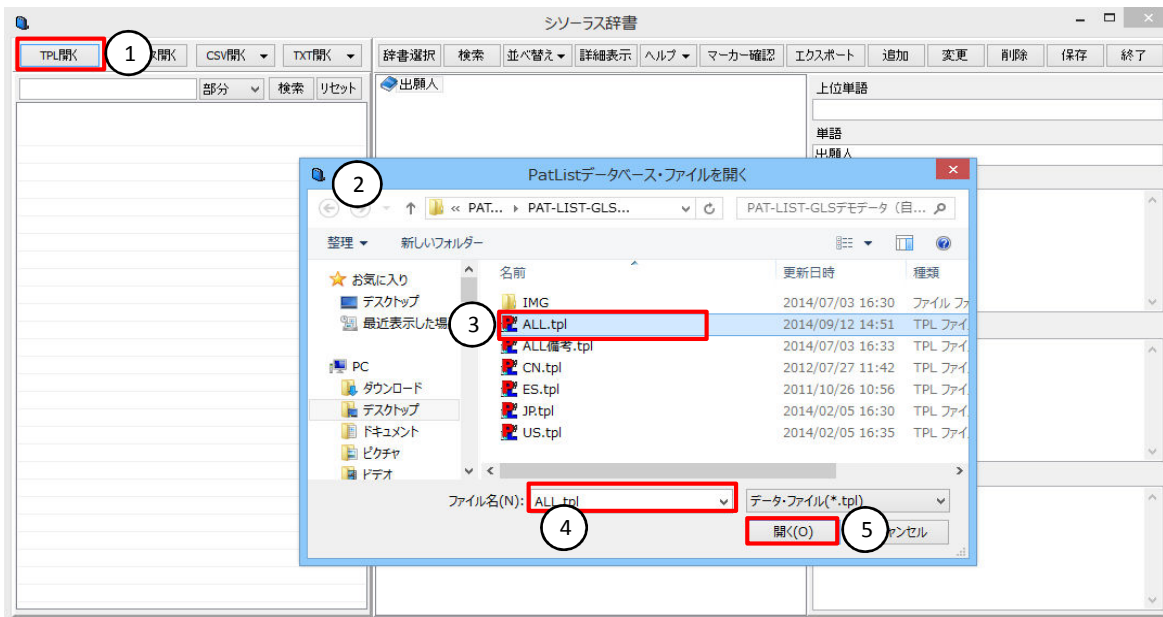 シソーラス辞書
TPL開く
1
ス開く
CSV開く
TXT開く
辞書選択
検索
並べ替え
詳細表示
ヘルプ
マーカー確認
エクスポート
追加
変更
削除
保存
終了
部分
検索
リセット
出願人
上位単語
単語
出願人
2
PatListデータベース・ファイルを開く
« PAT... PAT-LIST-GLS...
PAT-LIST-GLSデモデータ（自...
整理
新しいフォルダー
お気に入り
デスクトップ
最近表示した場
PC
ダウンロード
デスクトップ
ドキュメント
ピクチャ
ビデオ
名前
更新日時
種類
IMG 2014/07/03 16:30 ファイル フ
3
ALL.tpl 2014/09/12 14:51 TPL ファイ
ALL備考.tpl 2014/07/03 16:33 TPL ファイ
CN.tpl 2012/07/27 11:42 TPL ファイ
ES.tpl 2011/10/26 10:56 TPL ファイ
JP.tpl 2014/02/05 16:30 TPL ファイ
US.tpl 2014/02/05 16:35 TPL ファイ
ファイル名(N):
ALL.tpl
データ・ファイル(*.tpl)
4
開く(O)
5
ャンセル